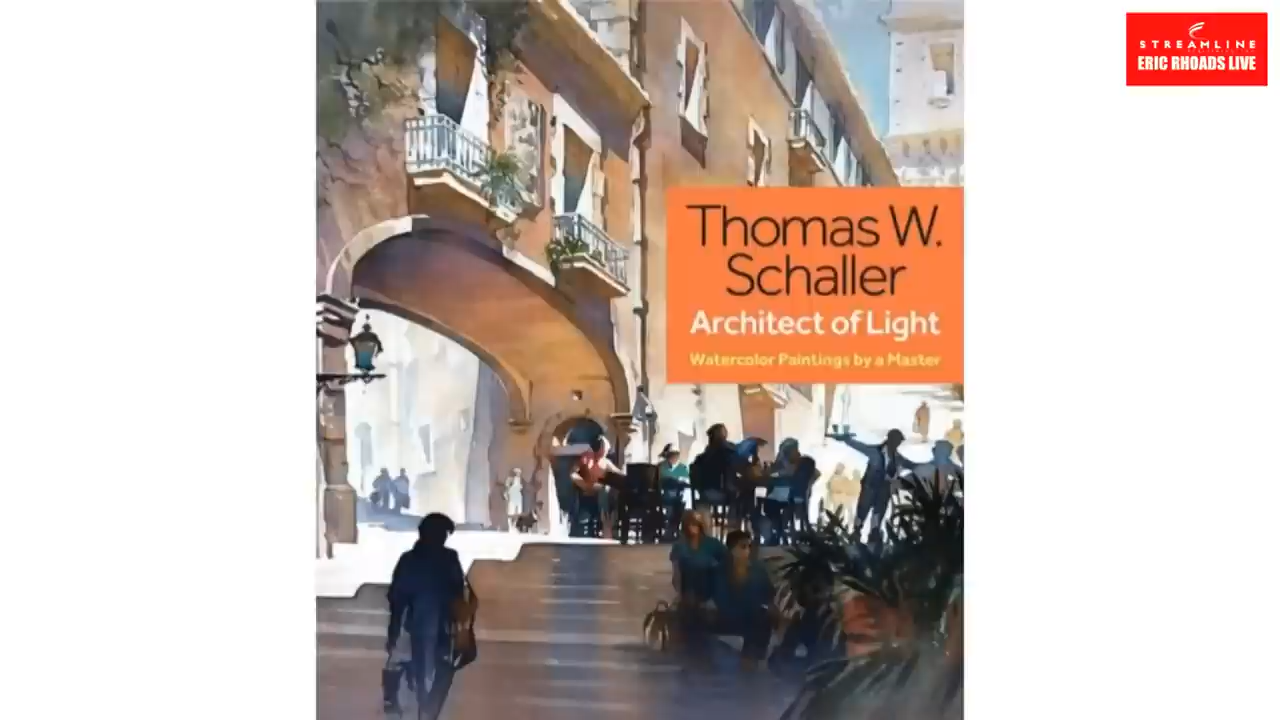 STREAMLINE
ERIC RHOADS LIVE
Thomas W.
Schaller
Architect of Light
Watercolor Paintings by a Master